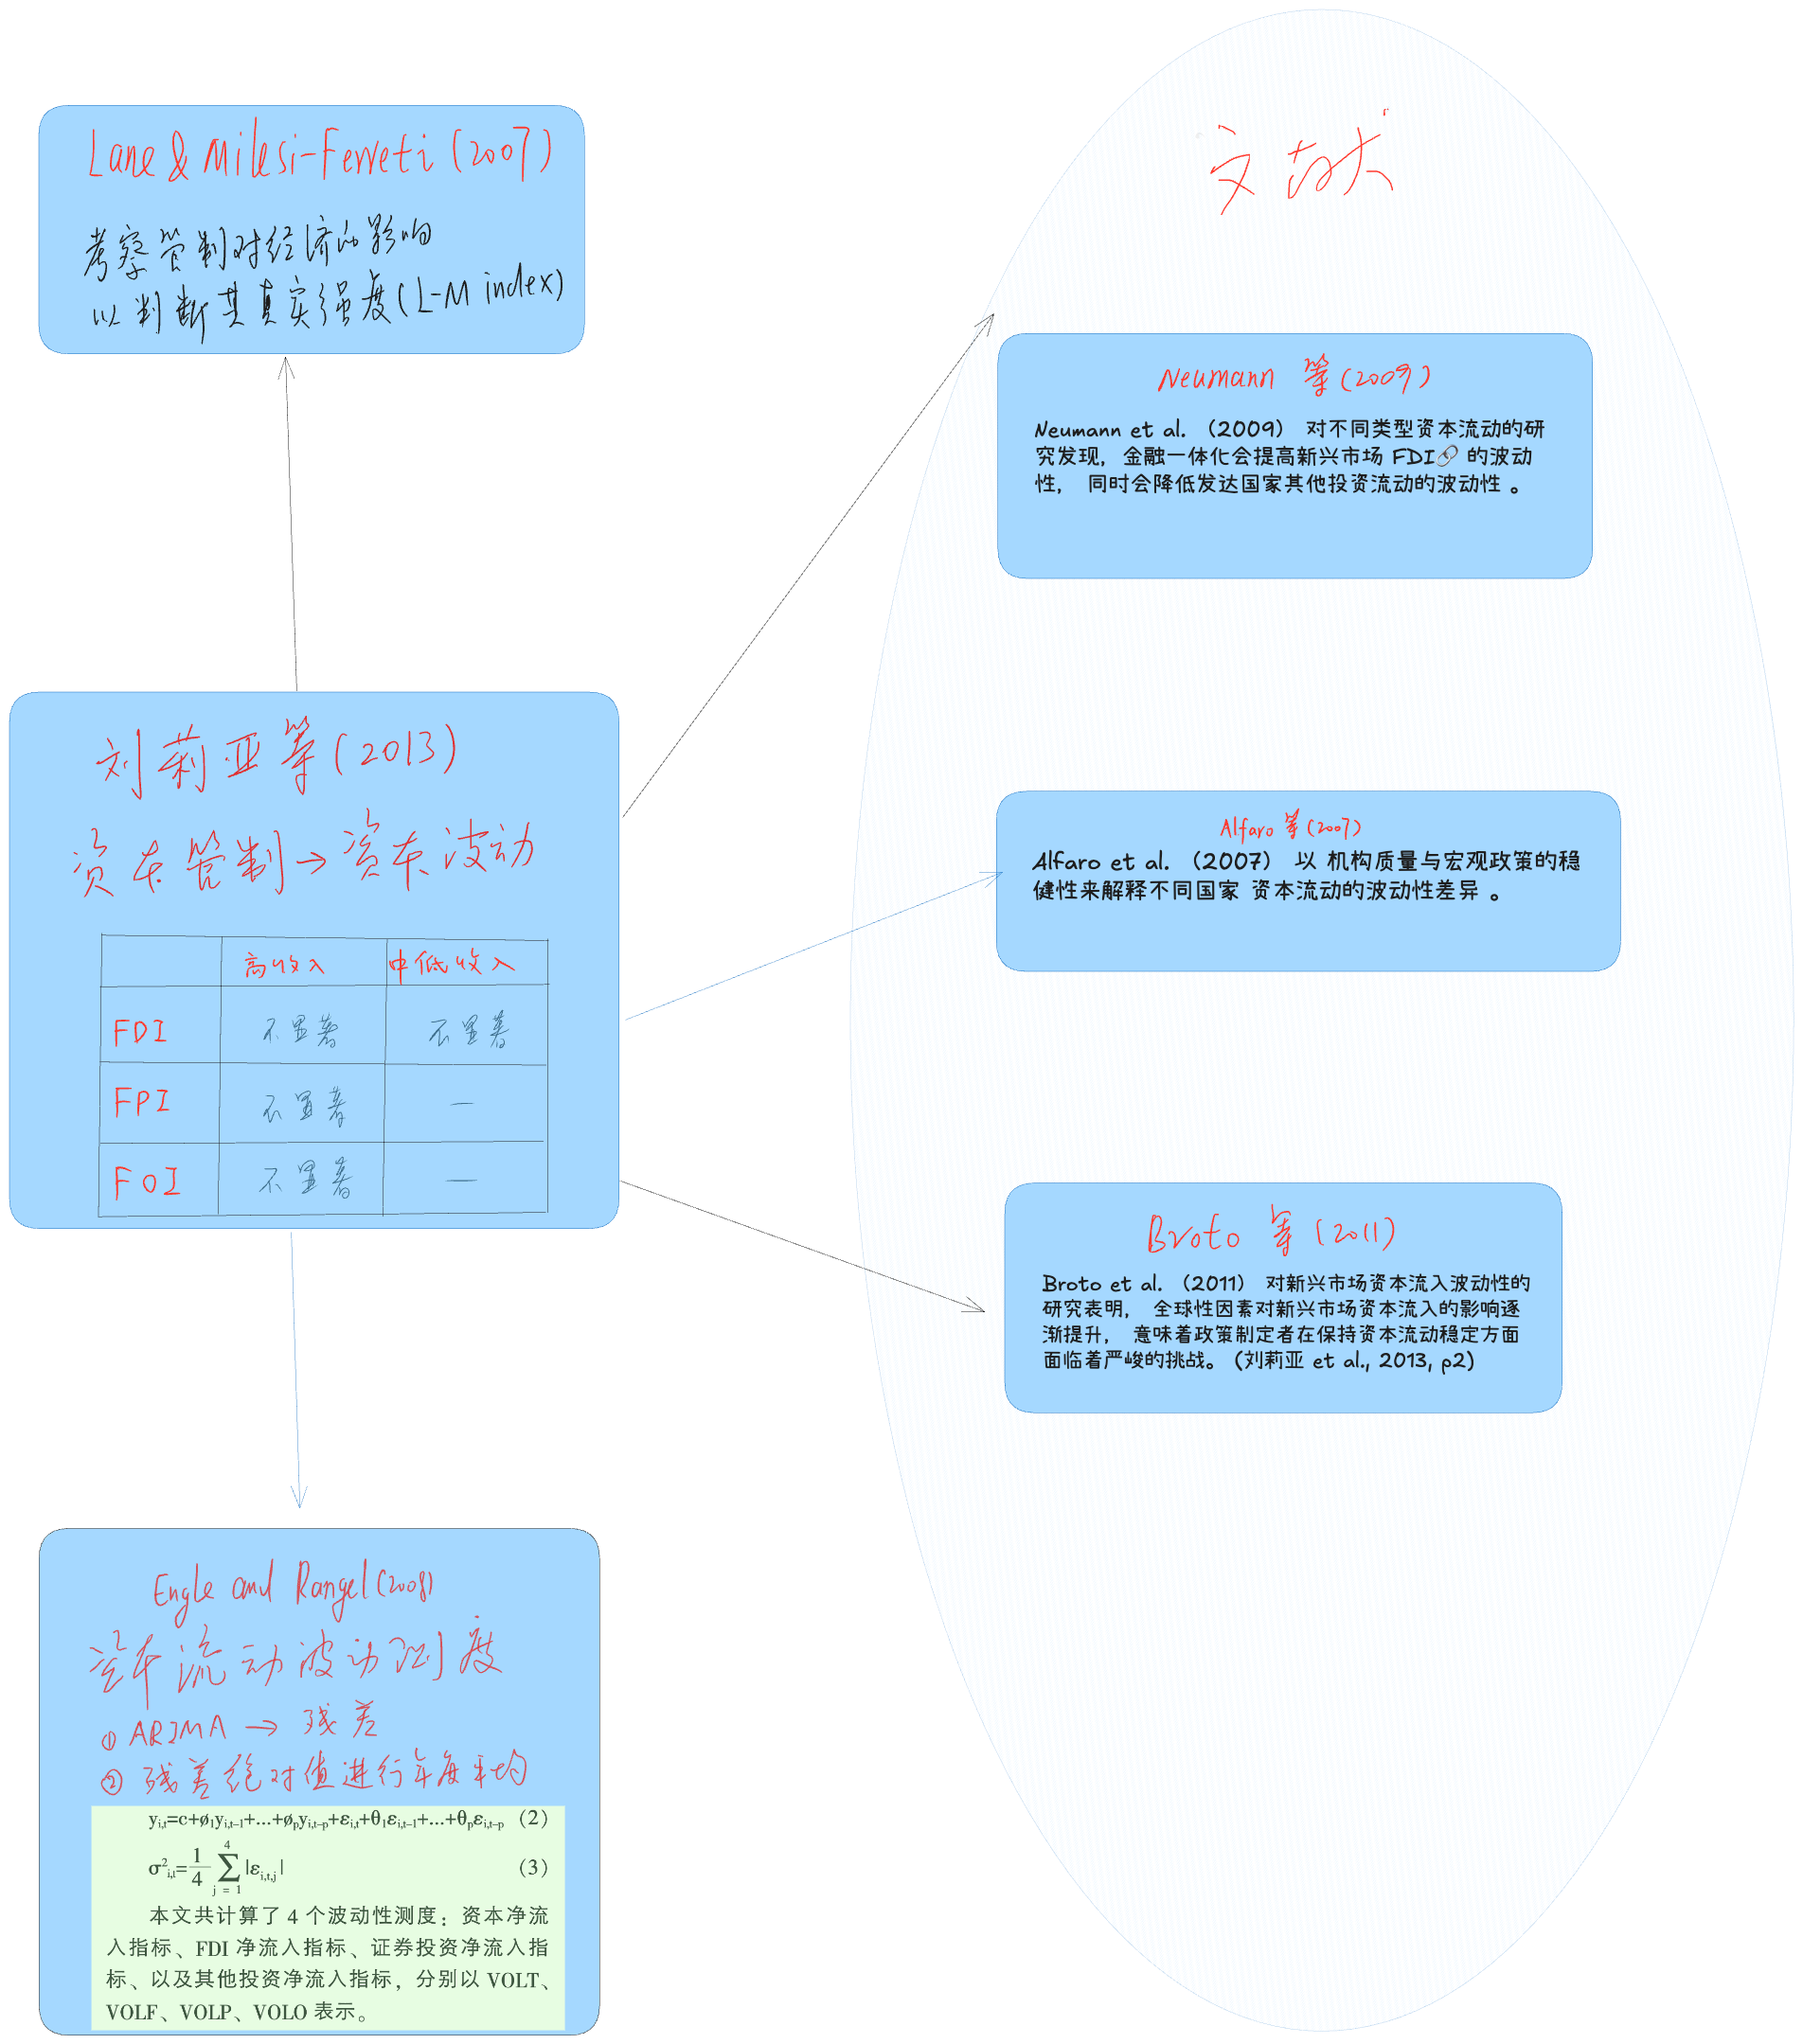 Lane & Milesi-Ferreti (2007)
考察管制对经济的影响
以判断其真实强度 (L-M index)
刘莉亚等 (2013)
资本管制→资本波动
高收入 中低收入
FDI 不显著 不显著
FPI 不显著 —
FOI 不显著 —
Engle and Rangel (2008)
资本流动波动测度
① ARIMA → 残差
② 残差绝对值进行年度平均
y_{i,t}=c+ø_1y_{i,t-1}+...+ø_py_{i,t-p}+ε_{i,t}+θ_1ε_{i,t-1}+...+θ_pε_{i,t-p} （2）
σ²_{i,t}=1/4 ∑_{j=1}^{4} |ε_{i,t,j}| （3）
本文共计算了 4 个波动性测度：资本净流
入指标、FDI 净流入指标、证券投资净流入指
标、以及其他投资净流入指标，分别以 VOLT、
VOLF、VOLP、VOLO 表示。
文献
Neumann 等 (2009)
Neumann et al. （2009） 对不同类型资本流动的研
究发现，金融一体化会提高新兴市场 FDI🔗 的波动
性， 同时会降低发达国家其他投资流动的波动性 。
Alfaro 等 (2007)
Alfaro et al. （2007） 以 机构质量与宏观政策的稳
健性来解释不同国家 资本流动的波动性差异 。
Broto 等 (2011)
Broto et al. （2011） 对新兴市场资本流入波动性的
研究表明， 全球性因素对新兴市场资本流入的影响逐
渐提升， 意味着政策制定者在保持资本流动稳定方面
面临着严峻的挑战。 (刘莉亚 et al., 2013, p2)